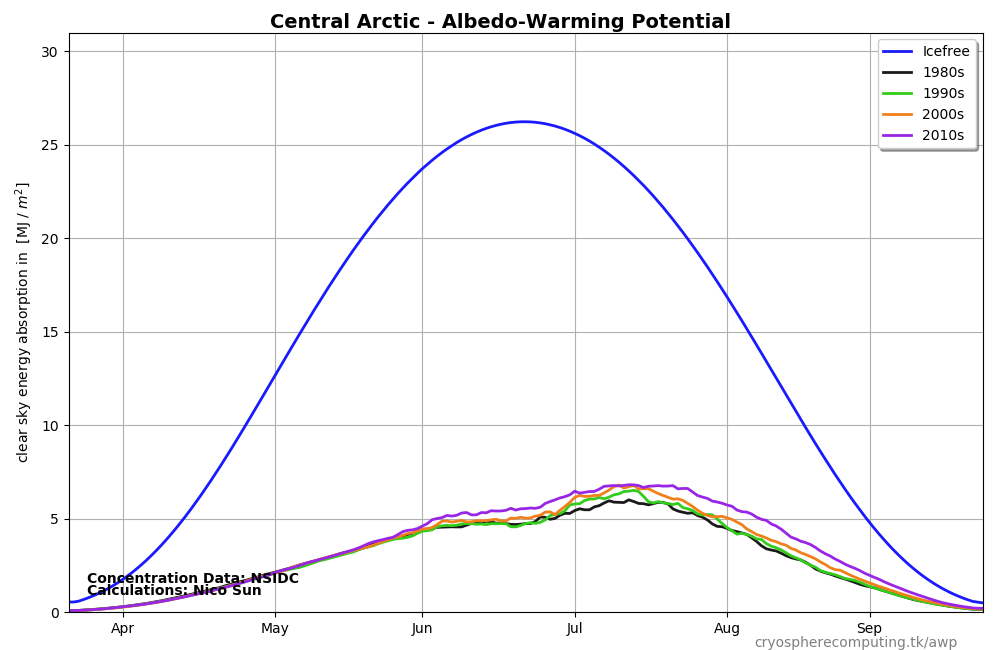 Central Arctic - Albedo-Warming Potential
clear sky energy absorption in [MJ / m²]
30
25
20
15
10
5
0
Icefree
1980s
1990s
2000s
2010s
Concentration Data: NSIDC
Calculations: Nico Sun
Apr May Jun Jul Aug Sep
cryospherecomputing.tk/awp